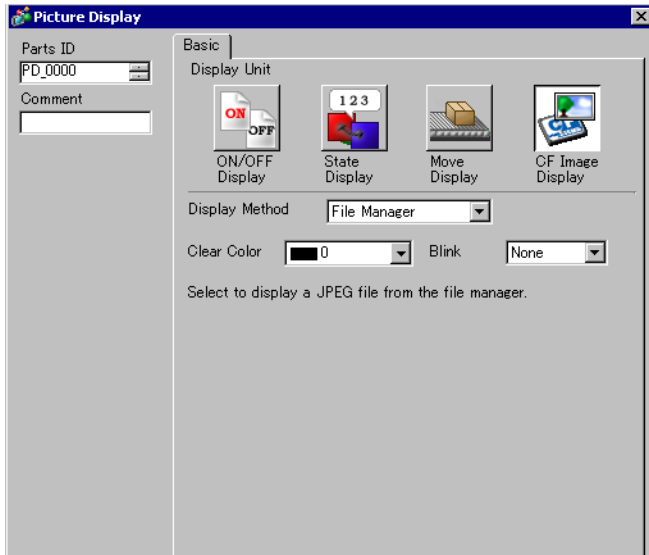 Picture Display
Parts ID
PD_0000
Comment
Basic
Display Unit
ON
OFF
ON/OFF
Display
123
State
Display
Move
Display
CF Image
Display
Display Method
File Manager
Clear Color
0
Blink
None
Select to display a JPEG file from the file manager.